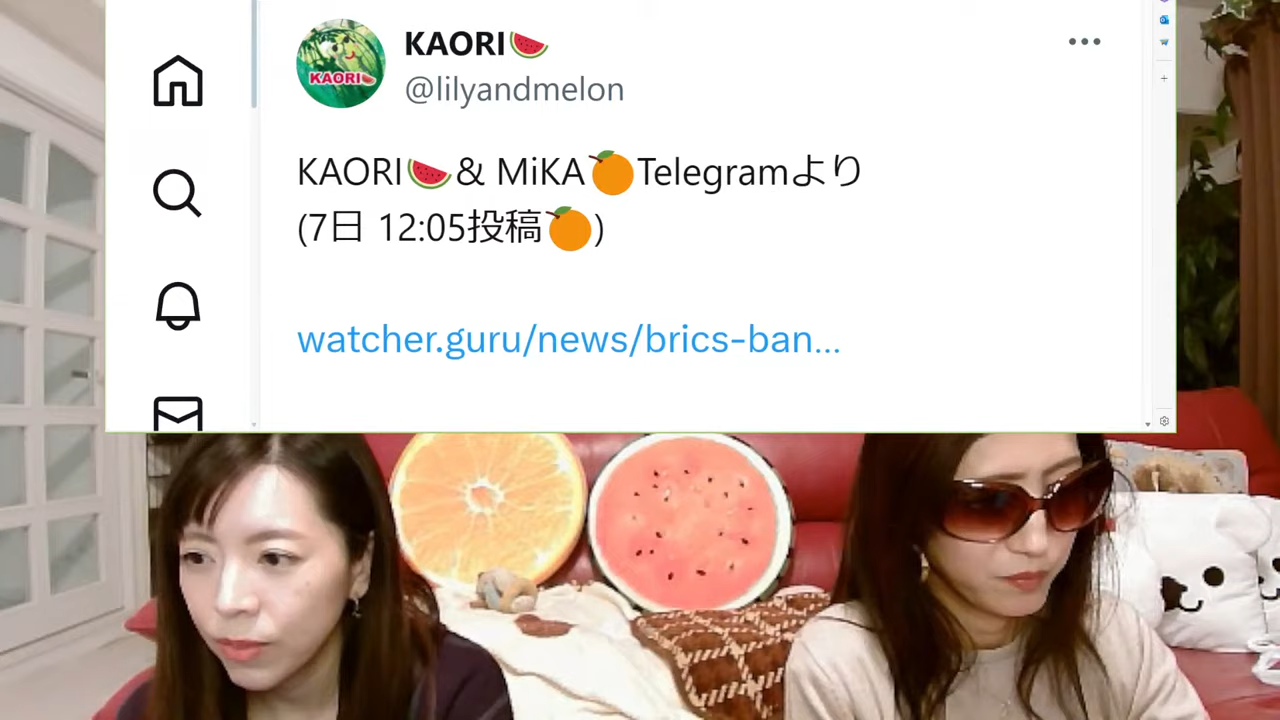 KAORI🍉
@lilyandmelon
KAORI
KAORI🍉& MiKA🍊Telegramより
(7日 12:05投稿🍊)
watcher.guru/news/brics-ban...